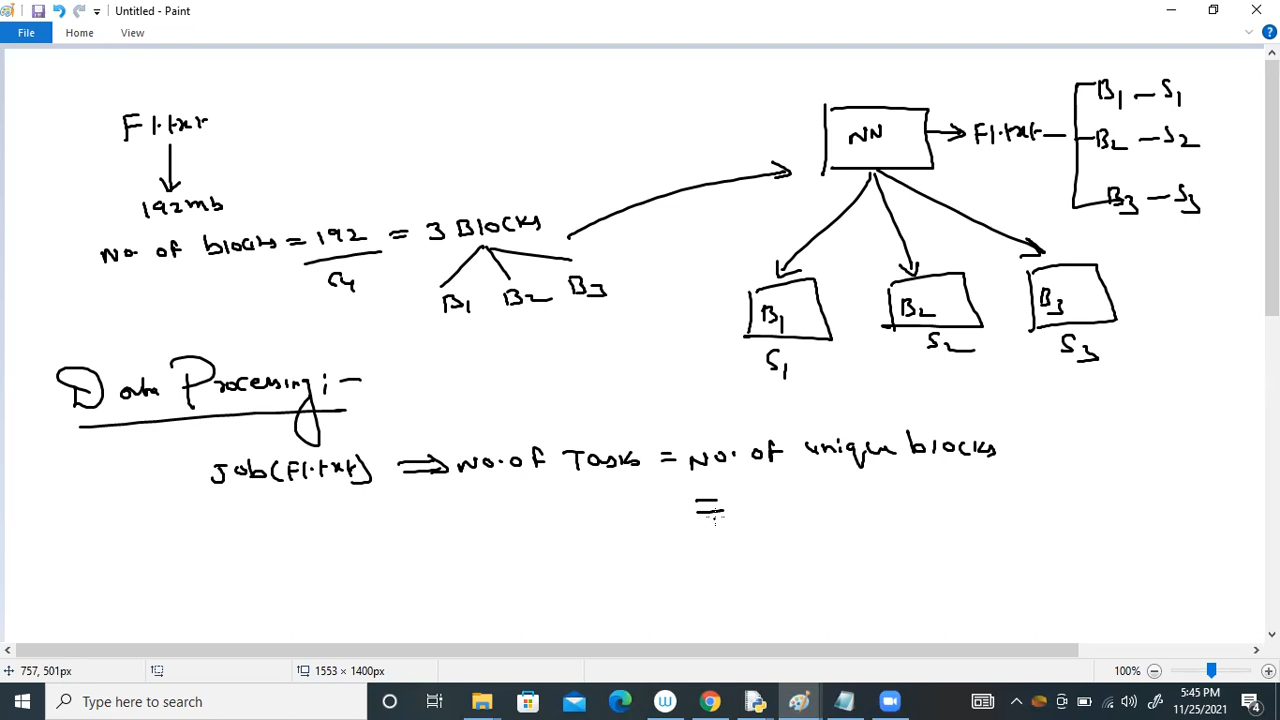 Untitled - Paint
File Home View
F1.txt
192mb
No. of blocks = 192 = 3 Blocks
64
B1 B2 B3
NN
F1.txt
B1 - S1
B2 - S2
B3 - S3
B1 B2 B3
S1 S2 S3
Data Processing :-
Job(F1.txt) ⇒ No. of Tasks = No. of unique blocks
=
757, 501px
1553 × 1400px
100%
Type here to search
5:45 PM
11/25/2021
4